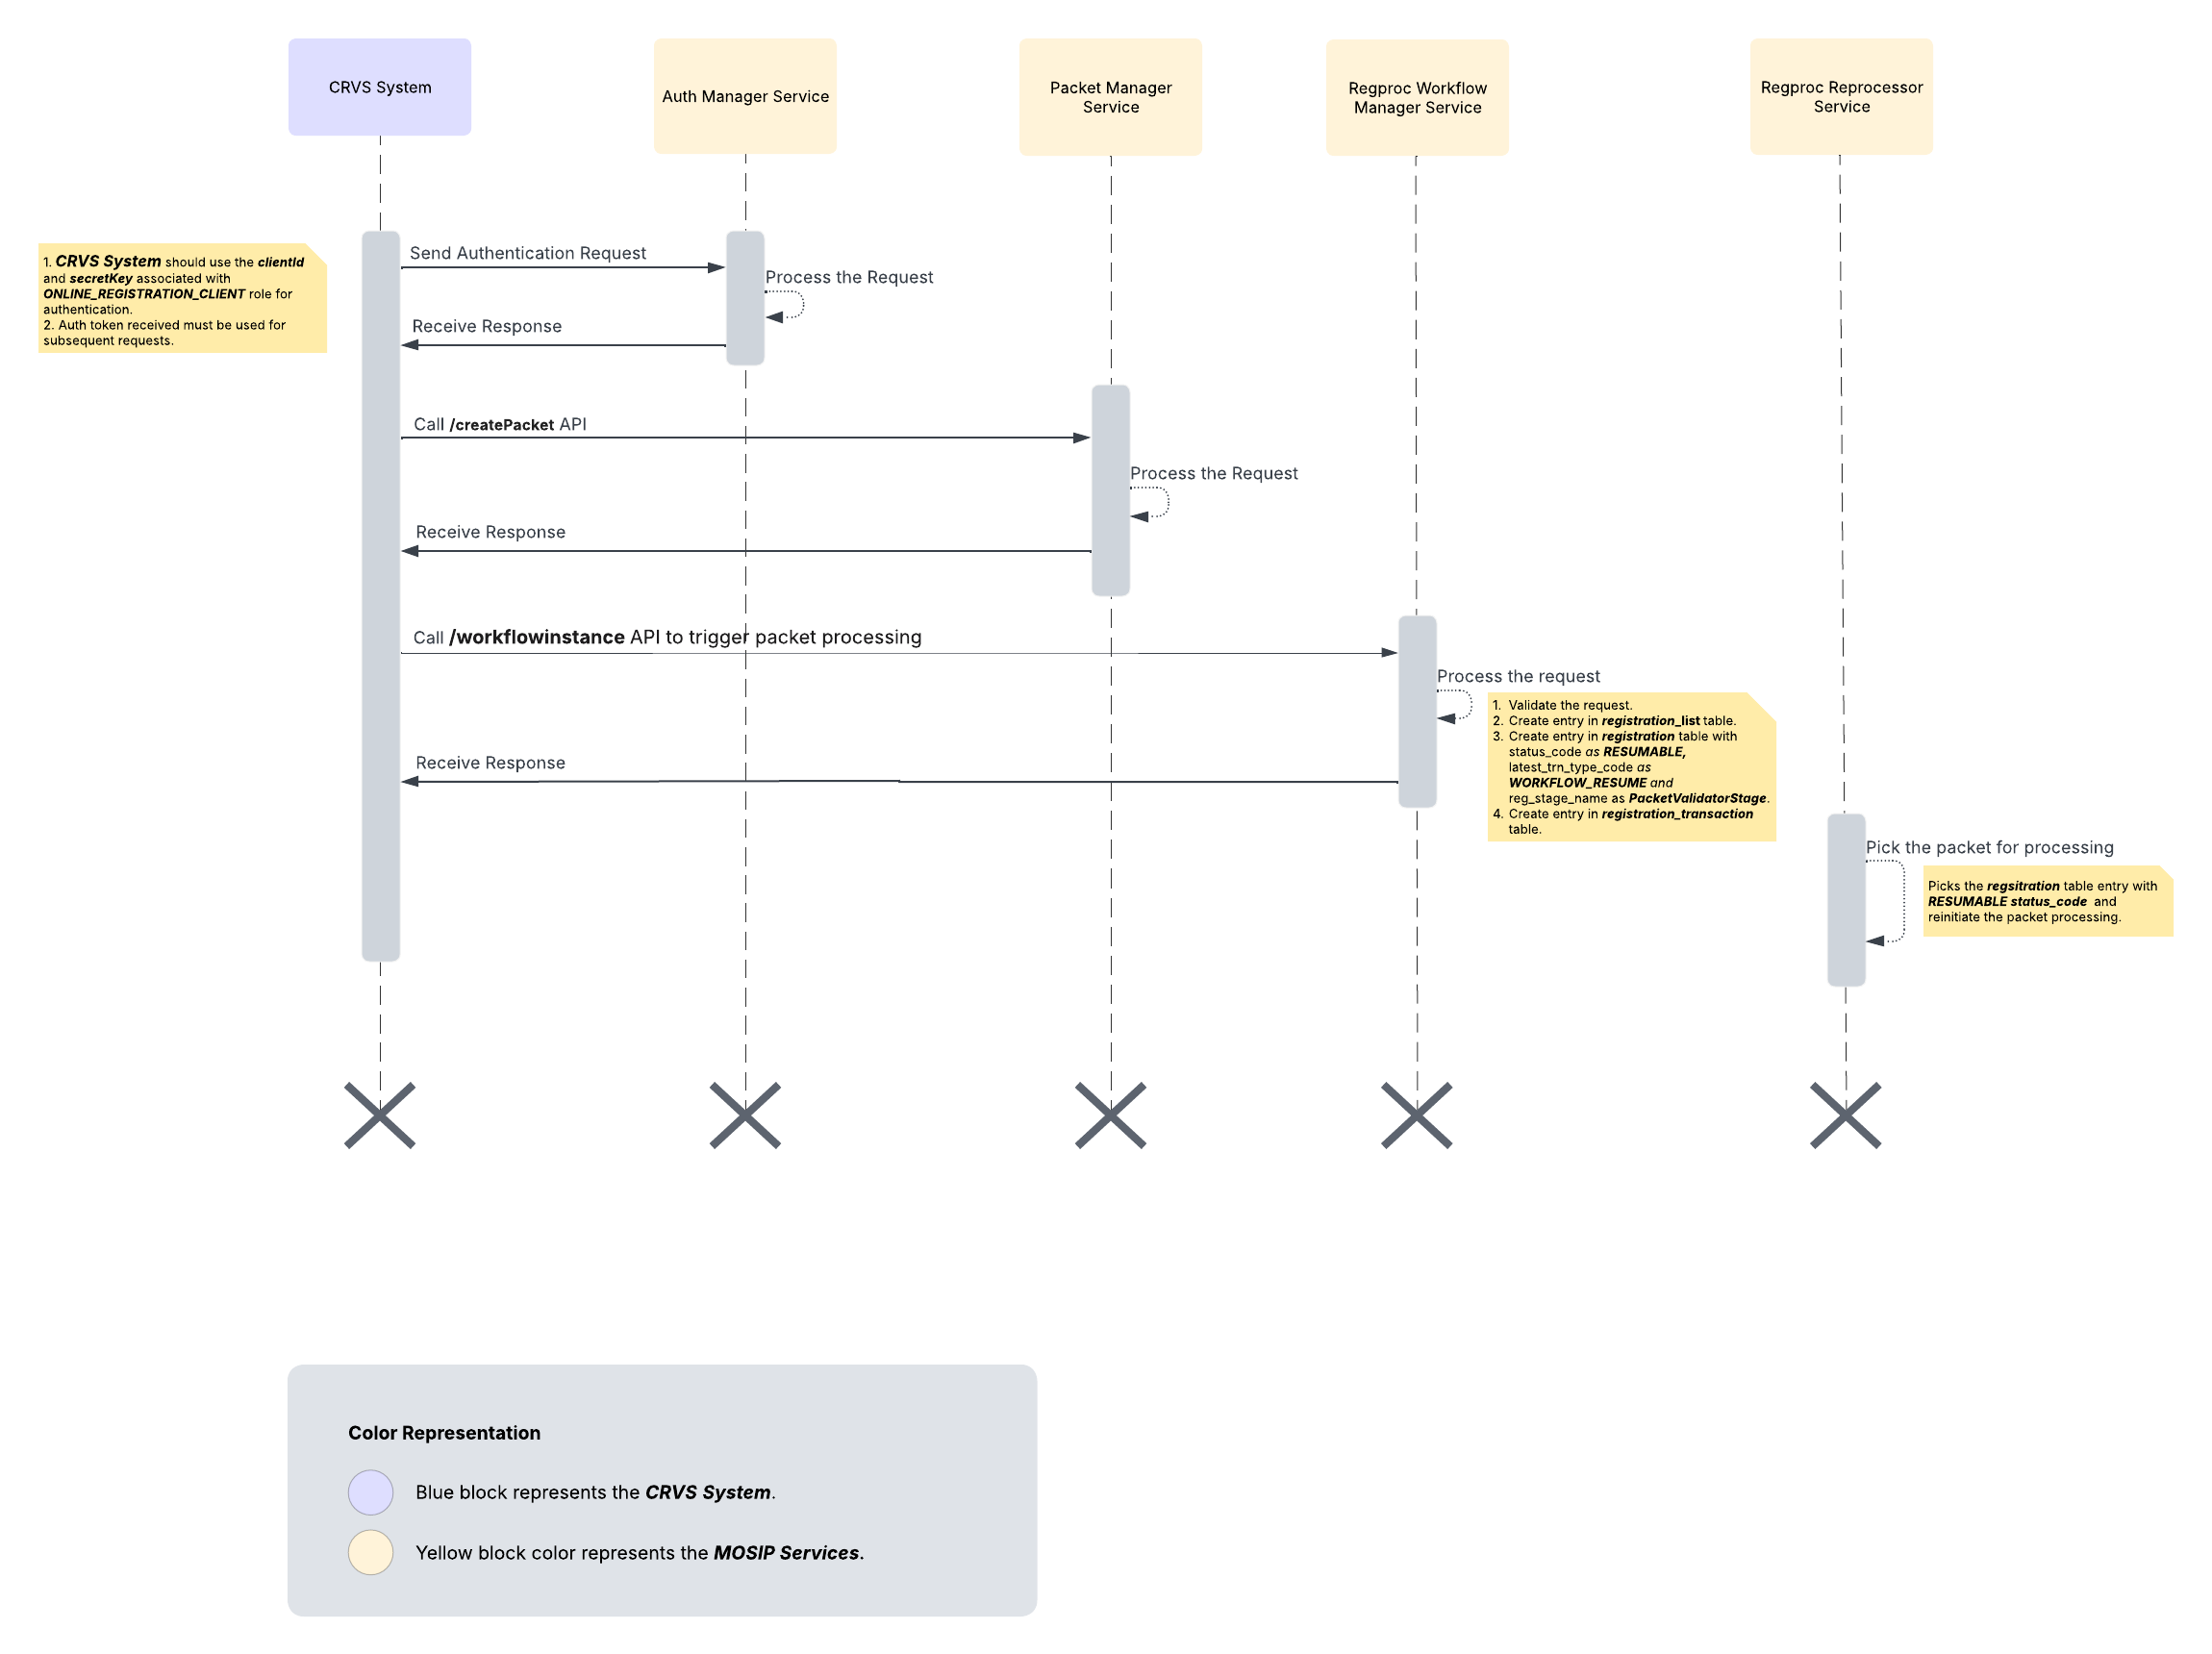 CRVS System
Auth Manager Service
Packet Manager
Service
Regproc Workflow
Manager Service
Regproc Reprocessor
Service
1. CRVS System should use the clientId
and secretKey associated with
ONLINE_REGISTRATION_CLIENT role for
authentication.
2. Auth token received must be used for
subsequent requests.
Send Authentication Request
Process the Request
Receive Response
Call /createPacket API
Process the Request
Receive Response
Call /workflowinstance API to trigger packet processing
Process the request
1. Validate the request.
2. Create entry in registration_list table.
3. Create entry in registration table with
status_code as RESUMABLE,
latest_trn_type_code as
WORKFLOW_RESUME and
reg_stage_name as PacketValidatorStage.
4. Create entry in registration_transaction
table.
Receive Response
Pick the packet for processing
Picks the regsitration table entry with
RESUMABLE status_code and
reinitiate the packet processing.
Color Representation
Blue block represents the CRVS System.
Yellow block color represents the MOSIP Services.